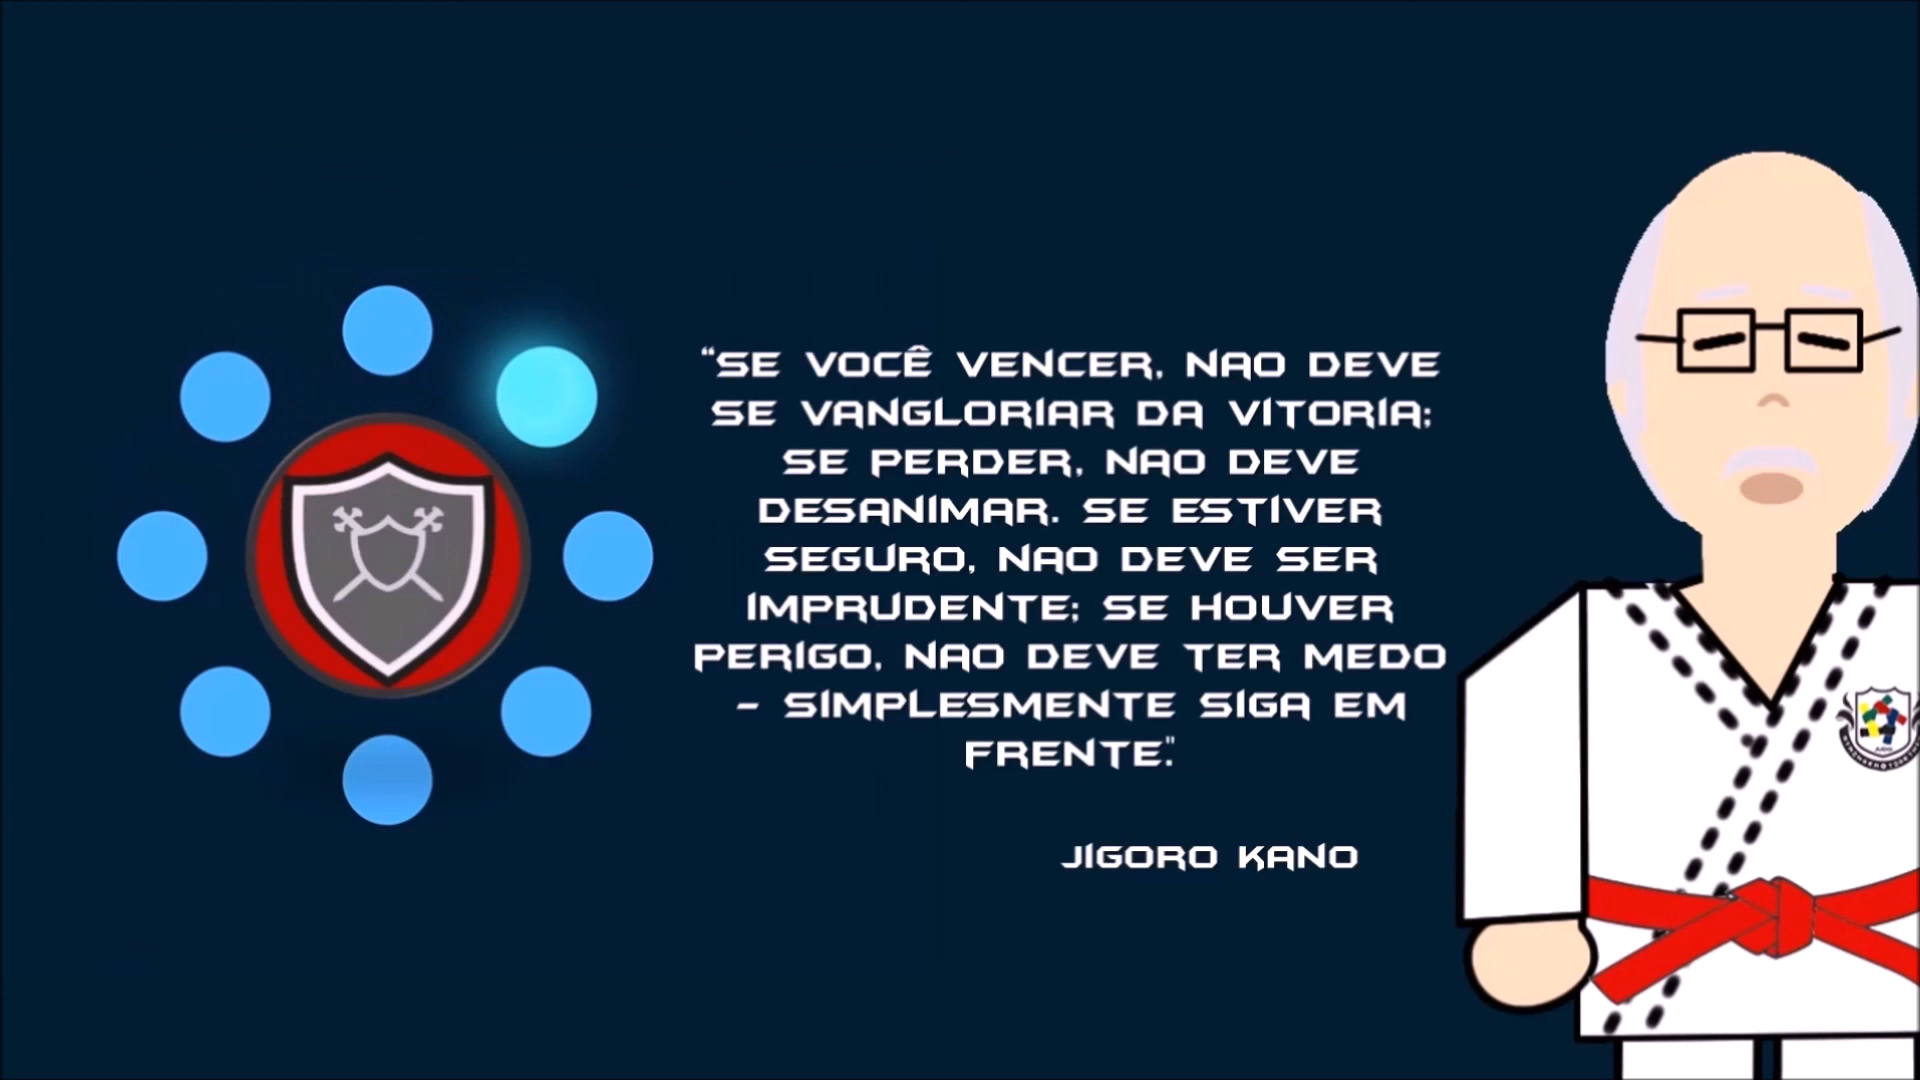 “SE VOCÊ VENCER, NAO DEVE
SE VANGLORIAR DA VITORIA;
SE PERDER, NAO DEVE
DESANIMAR. SE ESTIVER
SEGURO, NAO DEVE SER
IMPRUDENTE; SE HOUVER
PERIGO, NAO DEVE TER MEDO
- SIMPLESMENTE SIGA EM
FRENTE."
JIGORO KANO